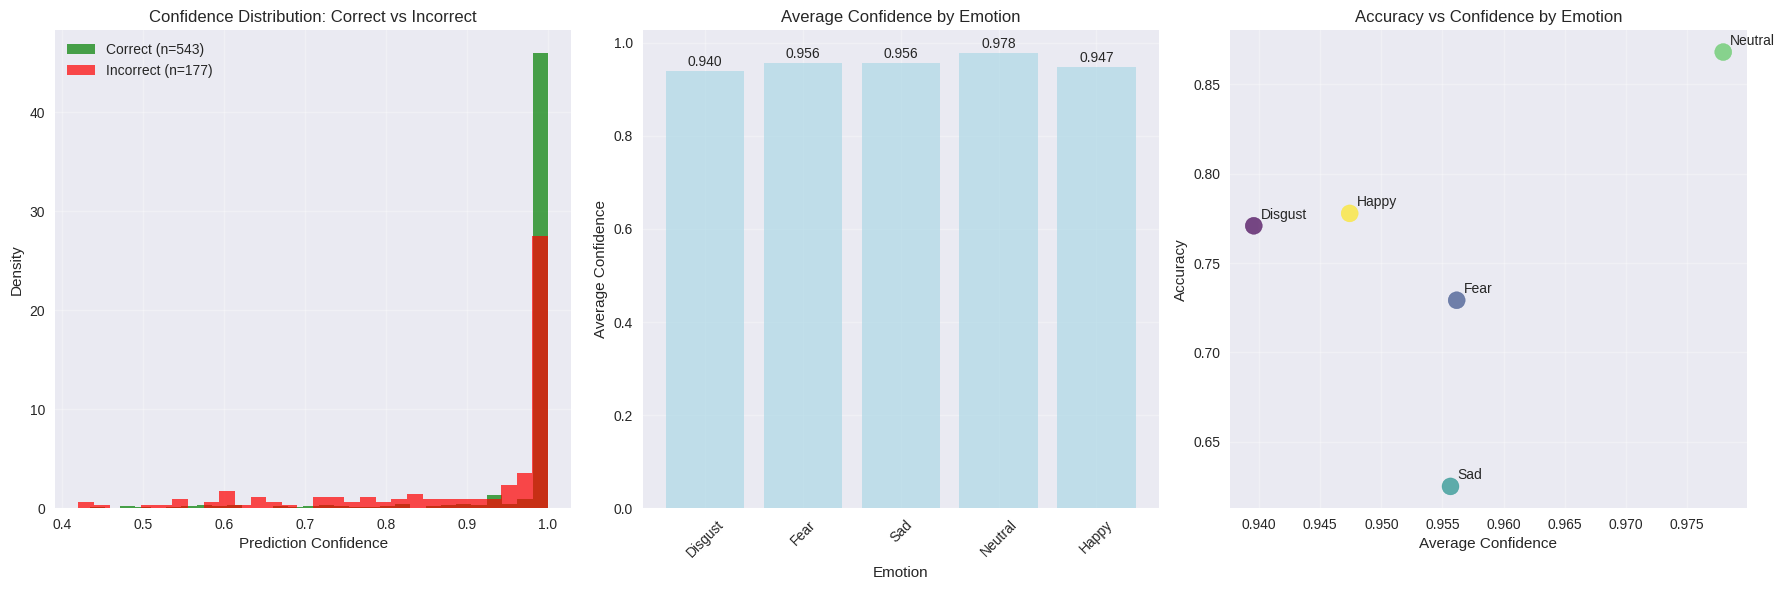 Confidence Distribution: Correct vs Incorrect
Correct (n=543)
Incorrect (n=177)
Density
40
30
20
10
0
0.4 0.5 0.6 0.7 0.8 0.9 1.0
Prediction Confidence
Average Confidence by Emotion
Average Confidence
1.0
0.8
0.6
0.4
0.2
0.0
0.940 0.956 0.956 0.978 0.947
Disgust Fear Sad Neutral Happy
Emotion
Accuracy vs Confidence by Emotion
Accuracy
0.85
0.80
0.75
0.70
0.65
Neutral
Happy
Disgust
Fear
Sad
0.940 0.945 0.950 0.955 0.960 0.965 0.970 0.975
Average Confidence